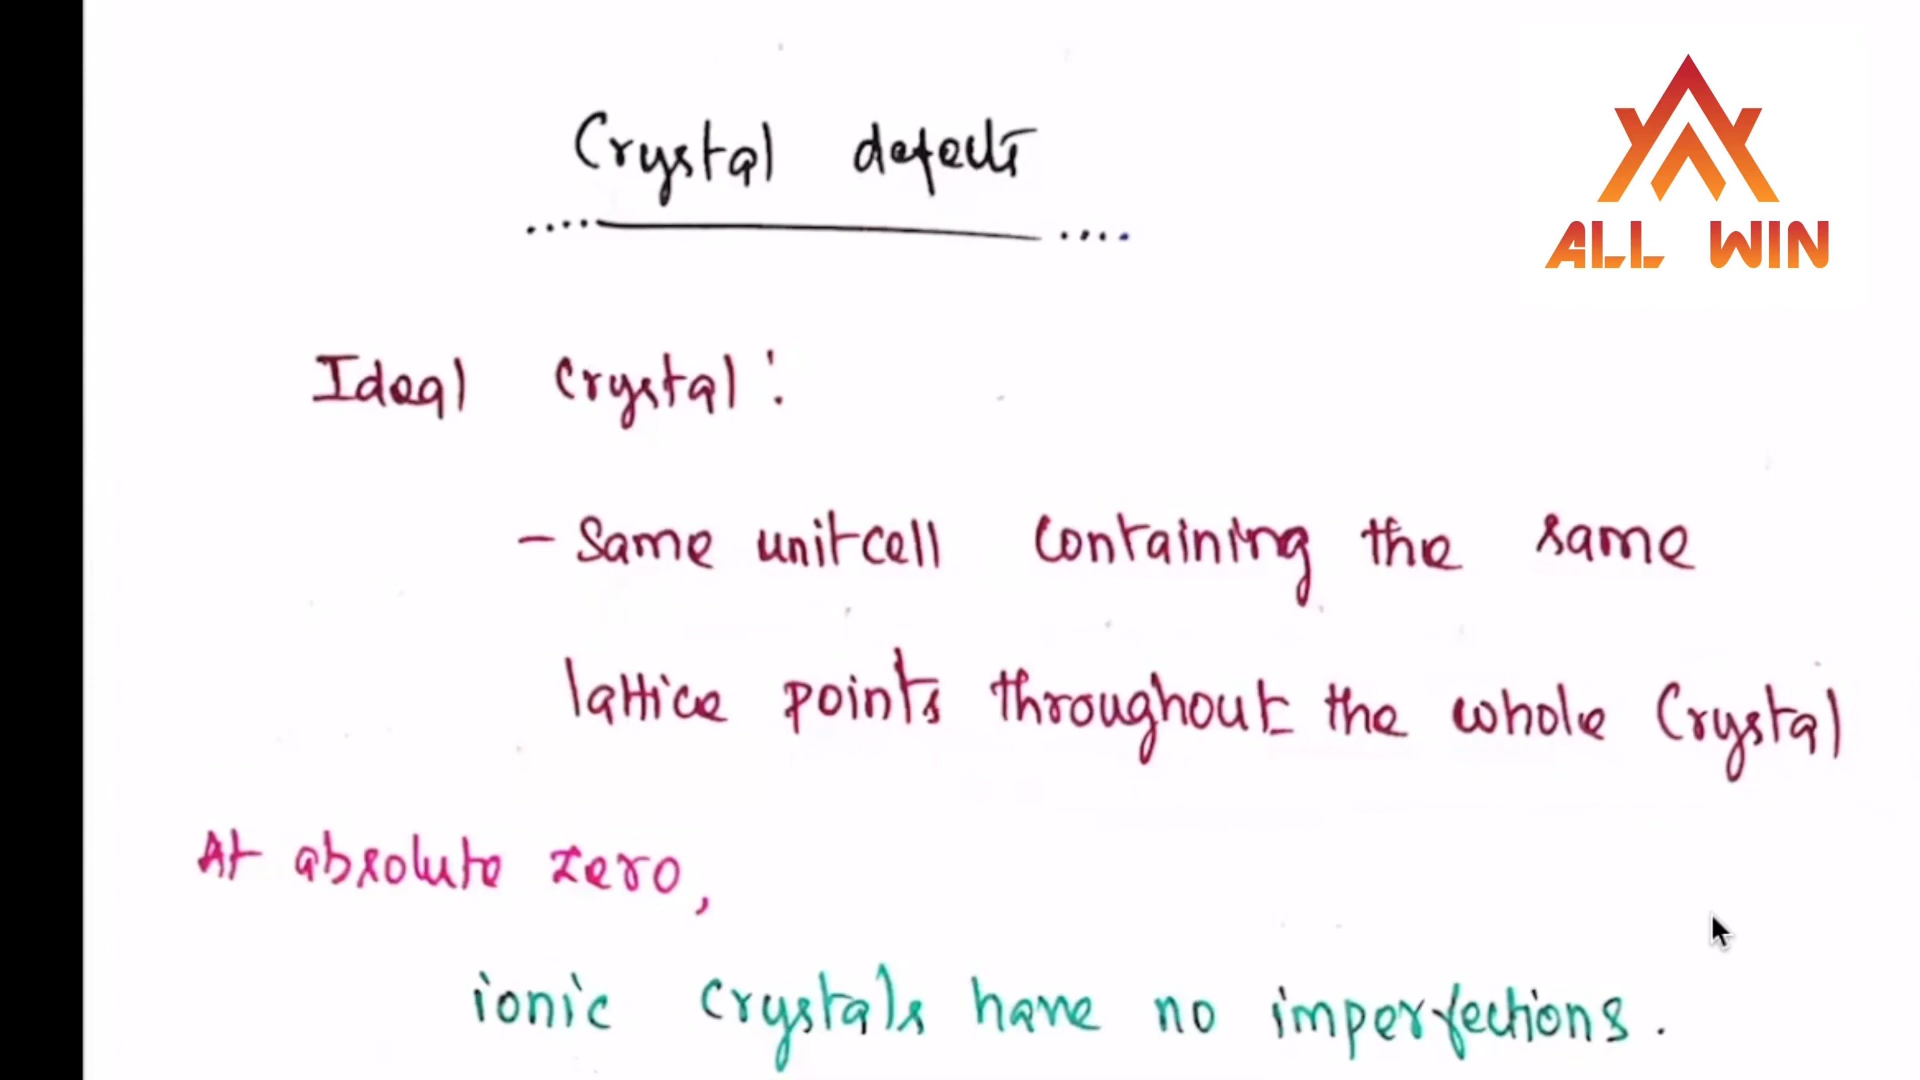 Crystal defects
ALL WIN
Ideal Crystal:
- Same unitcell containing the same
lattice points throughout the whole Crystal
At absolute zero,
ionic crystals have no imperfections.